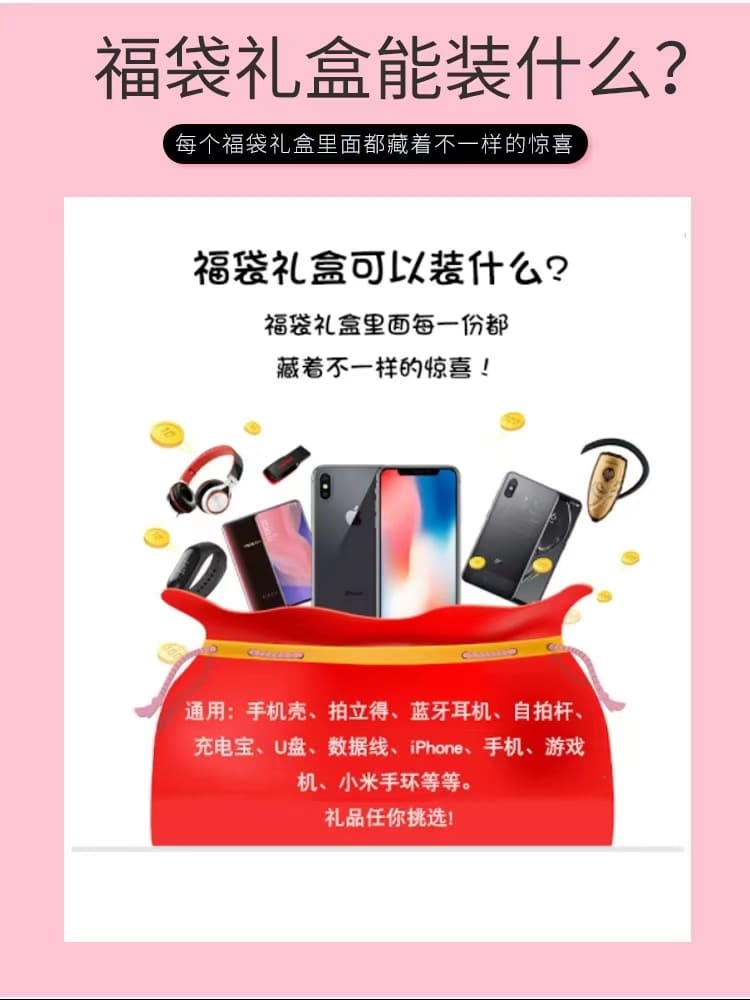 福袋礼盒能装什么？
每个福袋礼盒里面都藏着不一样的惊喜
福袋礼盒可以装什么?
福袋礼盒里面每一份都
藏着不一样的惊喜！
通用：手机壳、拍立得、蓝牙耳机、自拍杆、
充电宝、U盘、数据线、iPhone、手机、游戏
机、小米手环等等。
礼品任你挑选!